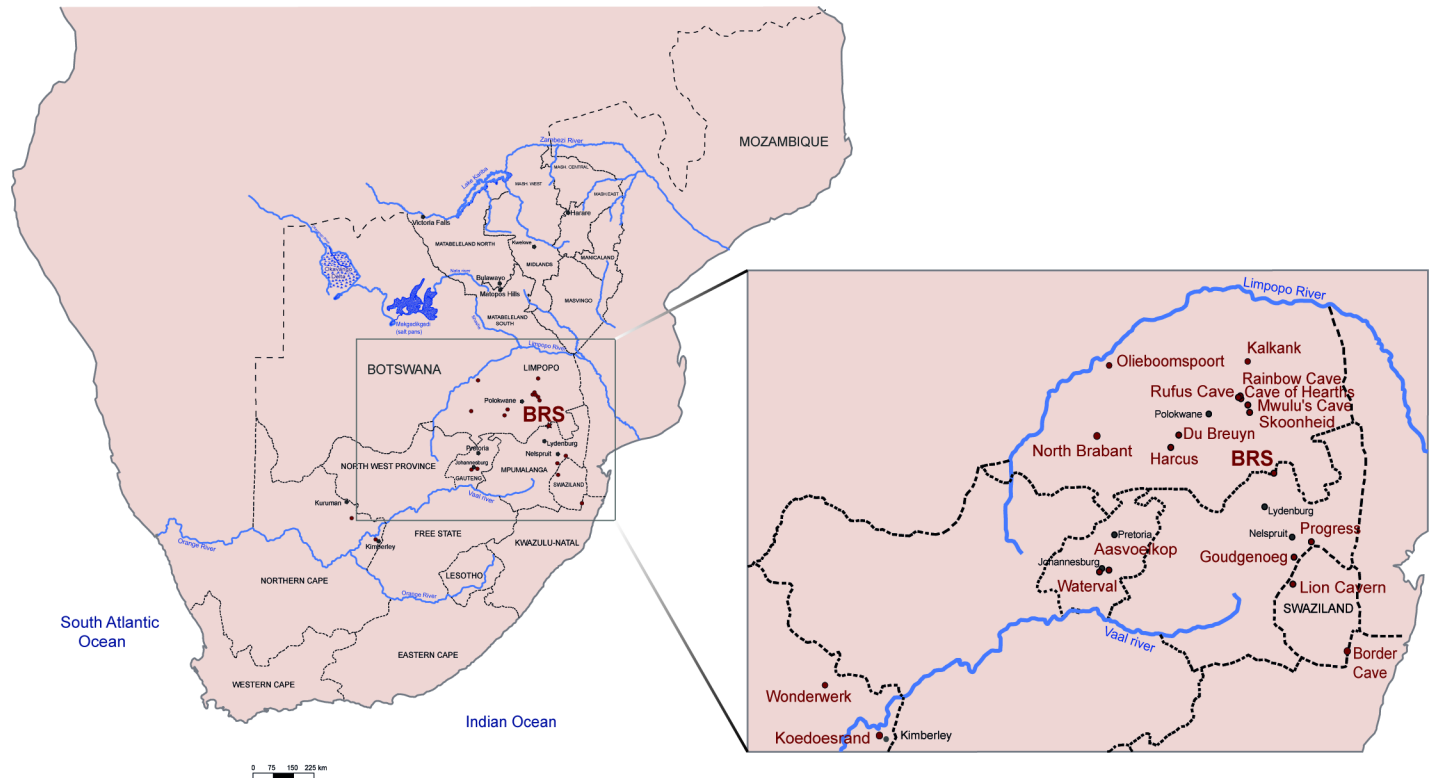 MOZAMBIQUE
Zambezi River
MASH. CENTRAL
Lake Kariba
MASH. WEST
MASH EAST
Harare
Victoria Falls
MATABELELAND NORTH
Kwekwe
MIDLANDS
MANICALAND
Okavango
Delta
Nata river
Bulawayo
Matopos Hills
MASVINGO
MATABELELAND
SOUTH
Makgadikgadi
(salt pans)
Limpopo River
BOTSWANA
LIMPOPO
Polokwane
BRS
Lydenburg
Pretoria
Nelspruit
NORTH WEST PROVINCE
Johannesburg
MPUMALANGA
GAUTENG
SWAZILAND
Kuruman
Vaal river
FREE STATE
Orange River
Kimberley
KWAZULU-NATAL
LESOTHO
NORTHERN CAPE
Orange River
South Atlantic
Ocean
EASTERN CAPE
WESTERN CAPE
Indian Ocean
0 75 150 225 km
Limpopo River
Kalkank
Olieboomspoort
Rainbow Cave
Rufus Cave
Cave of Hearths
Mwulu's Cave
Polokwane
Skoonheid
Du Breuyn
North Brabant
Harcus
BRS
Lydenburg
Pretoria
Nelspruit
Progress
Aasvoelkop
Goudgenoeg
Johannesburg
Waterval
Lion Cavern
SWAZILAND
Vaal river
Border
Cave
Wonderwerk
Koedoesrand
Kimberley